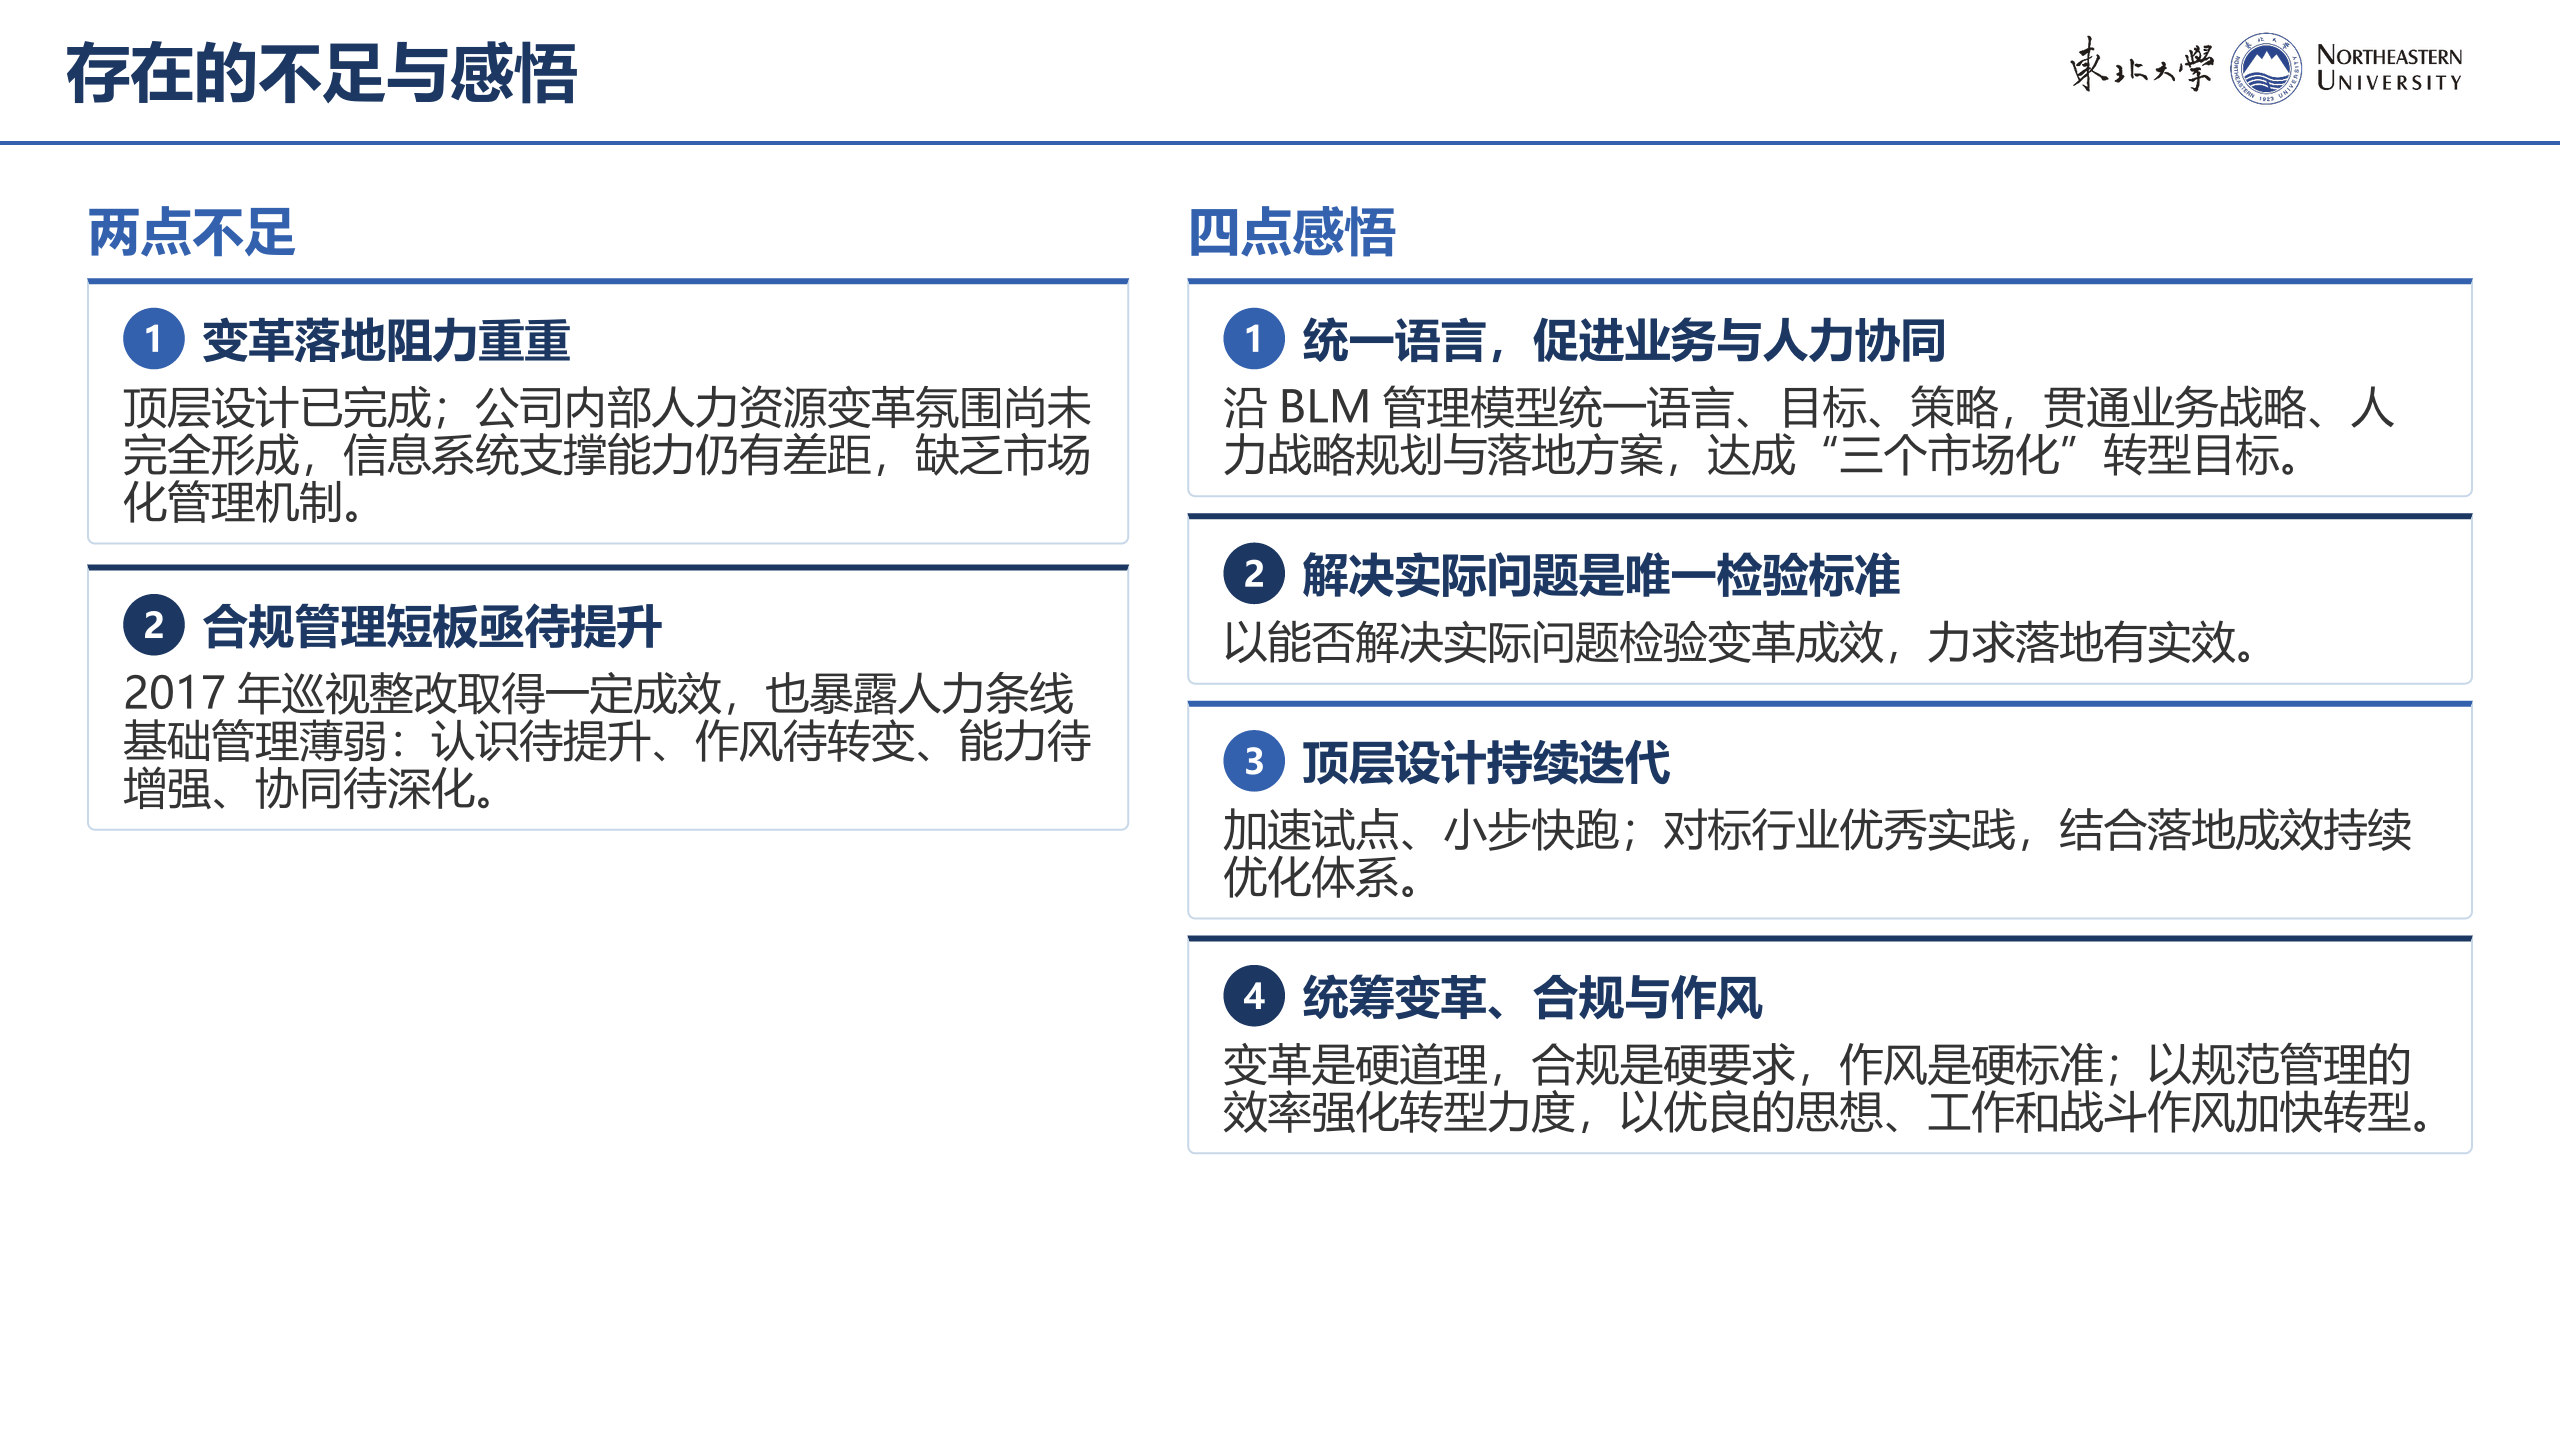 存在的不足与感悟
東北大學
NORTHEASTERN
UNIVERSITY
两点不足
1 变革落地阻力重重
顶层设计已完成；公司内部人力资源变革氛围尚未
完全形成，信息系统支撑能力仍有差距，缺乏市场
化管理机制。
2 合规管理短板亟待提升
2017 年巡视整改取得一定成效，也暴露人力条线
基础管理薄弱：认识待提升、作风待转变、能力待
增强、协同待深化。
四点感悟
1 统一语言，促进业务与人力协同
沿 BLM 管理模型统一语言、目标、策略，贯通业务战略、人
力战略规划与落地方案，达成“三个市场化”转型目标。
2 解决实际问题是唯一检验标准
以能否解决实际问题检验变革成效，力求落地有实效。
3 顶层设计持续迭代
加速试点、小步快跑；对标行业优秀实践，结合落地成效持续
优化体系。
4 统筹变革、合规与作风
变革是硬道理，合规是硬要求，作风是硬标准；以规范管理的
效率强化转型力度，以优良的思想、工作和战斗作风加快转型。